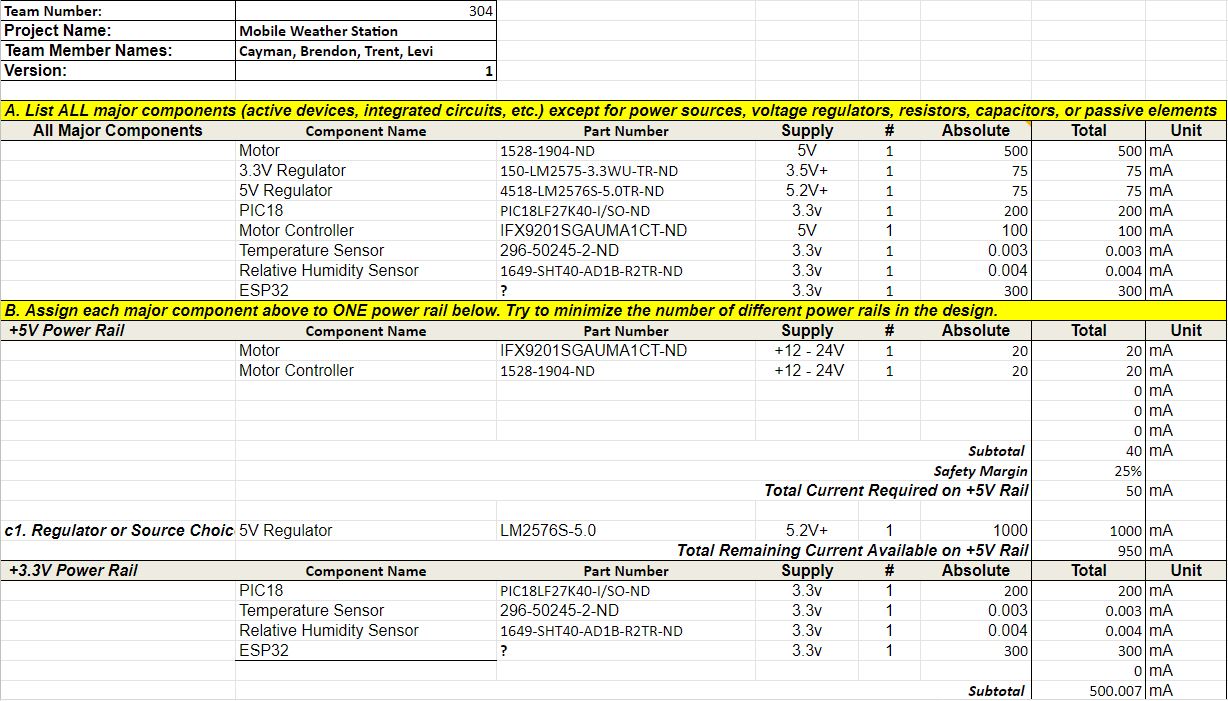 Team Number: 304
Project Name: Mobile Weather Station
Team Member Names: Cayman, Brendon, Trent, Levi
Version: 1
A. List ALL major components (active devices, integrated circuits, etc.) except for power sources, voltage regulators, resistors, capacitors, or passive elements
All Major Components Component Name Part Number Supply # Absolute Total Unit
Motor 1528-1904-ND 5V 1 500 500 mA
3.3V Regulator 150-LM2575-3.3WU-TR-ND 3.5V+ 1 75 75 mA
5V Regulator 4518-LM2576S-5.0TR-ND 5.2V+ 1 75 75 mA
PIC18 PIC18LF27K40-I/SO-ND 3.3v 1 200 200 mA
Motor Controller IFX9201SGAUMA1CT-ND 5V 1 100 100 mA
Temperature Sensor 296-50245-2-ND 3.3v 1 0.003 0.003 mA
Relative Humidity Sensor 1649-SHT40-AD1B-R2TR-ND 3.3v 1 0.004 0.004 mA
ESP32 ? 3.3v 1 300 300 mA
B. Assign each major component above to ONE power rail below. Try to minimize the number of different power rails in the design.
+5V Power Rail Component Name Part Number Supply # Absolute Total Unit
Motor IFX9201SGAUMA1CT-ND +12 - 24V 1 20 20 mA
Motor Controller 1528-1904-ND +12 - 24V 1 20 20 mA
0 mA
0 mA
0 mA
Subtotal 40 mA
Safety Margin 25%
Total Current Required on +5V Rail 50 mA
c1. Regulator or Source Choic 5V Regulator LM2576S-5.0 5.2V+ 1 1000 1000 mA
Total Remaining Current Available on +5V Rail 950 mA
+3.3V Power Rail Component Name Part Number Supply # Absolute Total Unit
PIC18 PIC18LF27K40-I/SO-ND 3.3v 1 200 200 mA
Temperature Sensor 296-50245-2-ND 3.3v 1 0.003 0.003 mA
Relative Humidity Sensor 1649-SHT40-AD1B-R2TR-ND 3.3v 1 0.004 0.004 mA
ESP32 ? 3.3v 1 300 300 mA
0 mA
Subtotal 500.007 mA